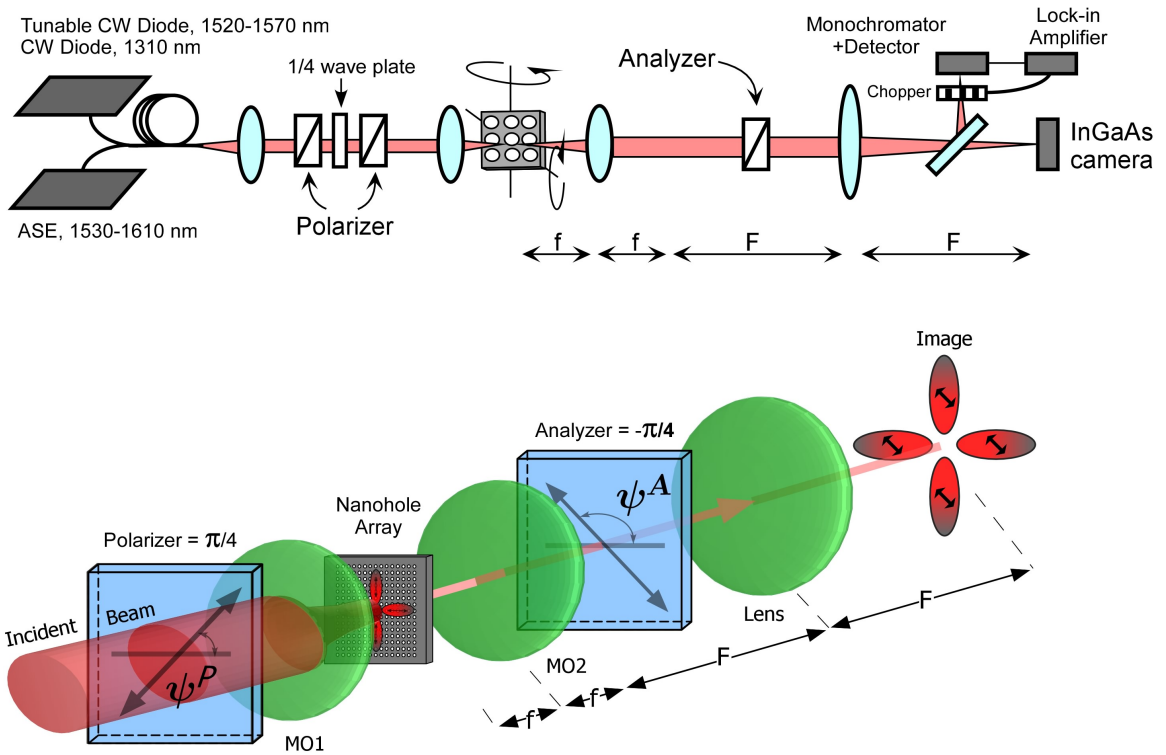 Tunable CW Diode, 1520-1570 nm
CW Diode, 1310 nm
1/4 wave plate
Analyzer
Monochromator
+Detector
Lock-in
Amplifier
Chopper
InGaAs
camera
Polarizer
ASE, 1530-1610 nm
f
f
F
F
Image
Analyzer = -π/4
ψᴬ
Nanohole
Array
Polarizer = π/4
Incident
Beam
ψᴾ
Lens
MO2
MO1
F
F
f
f